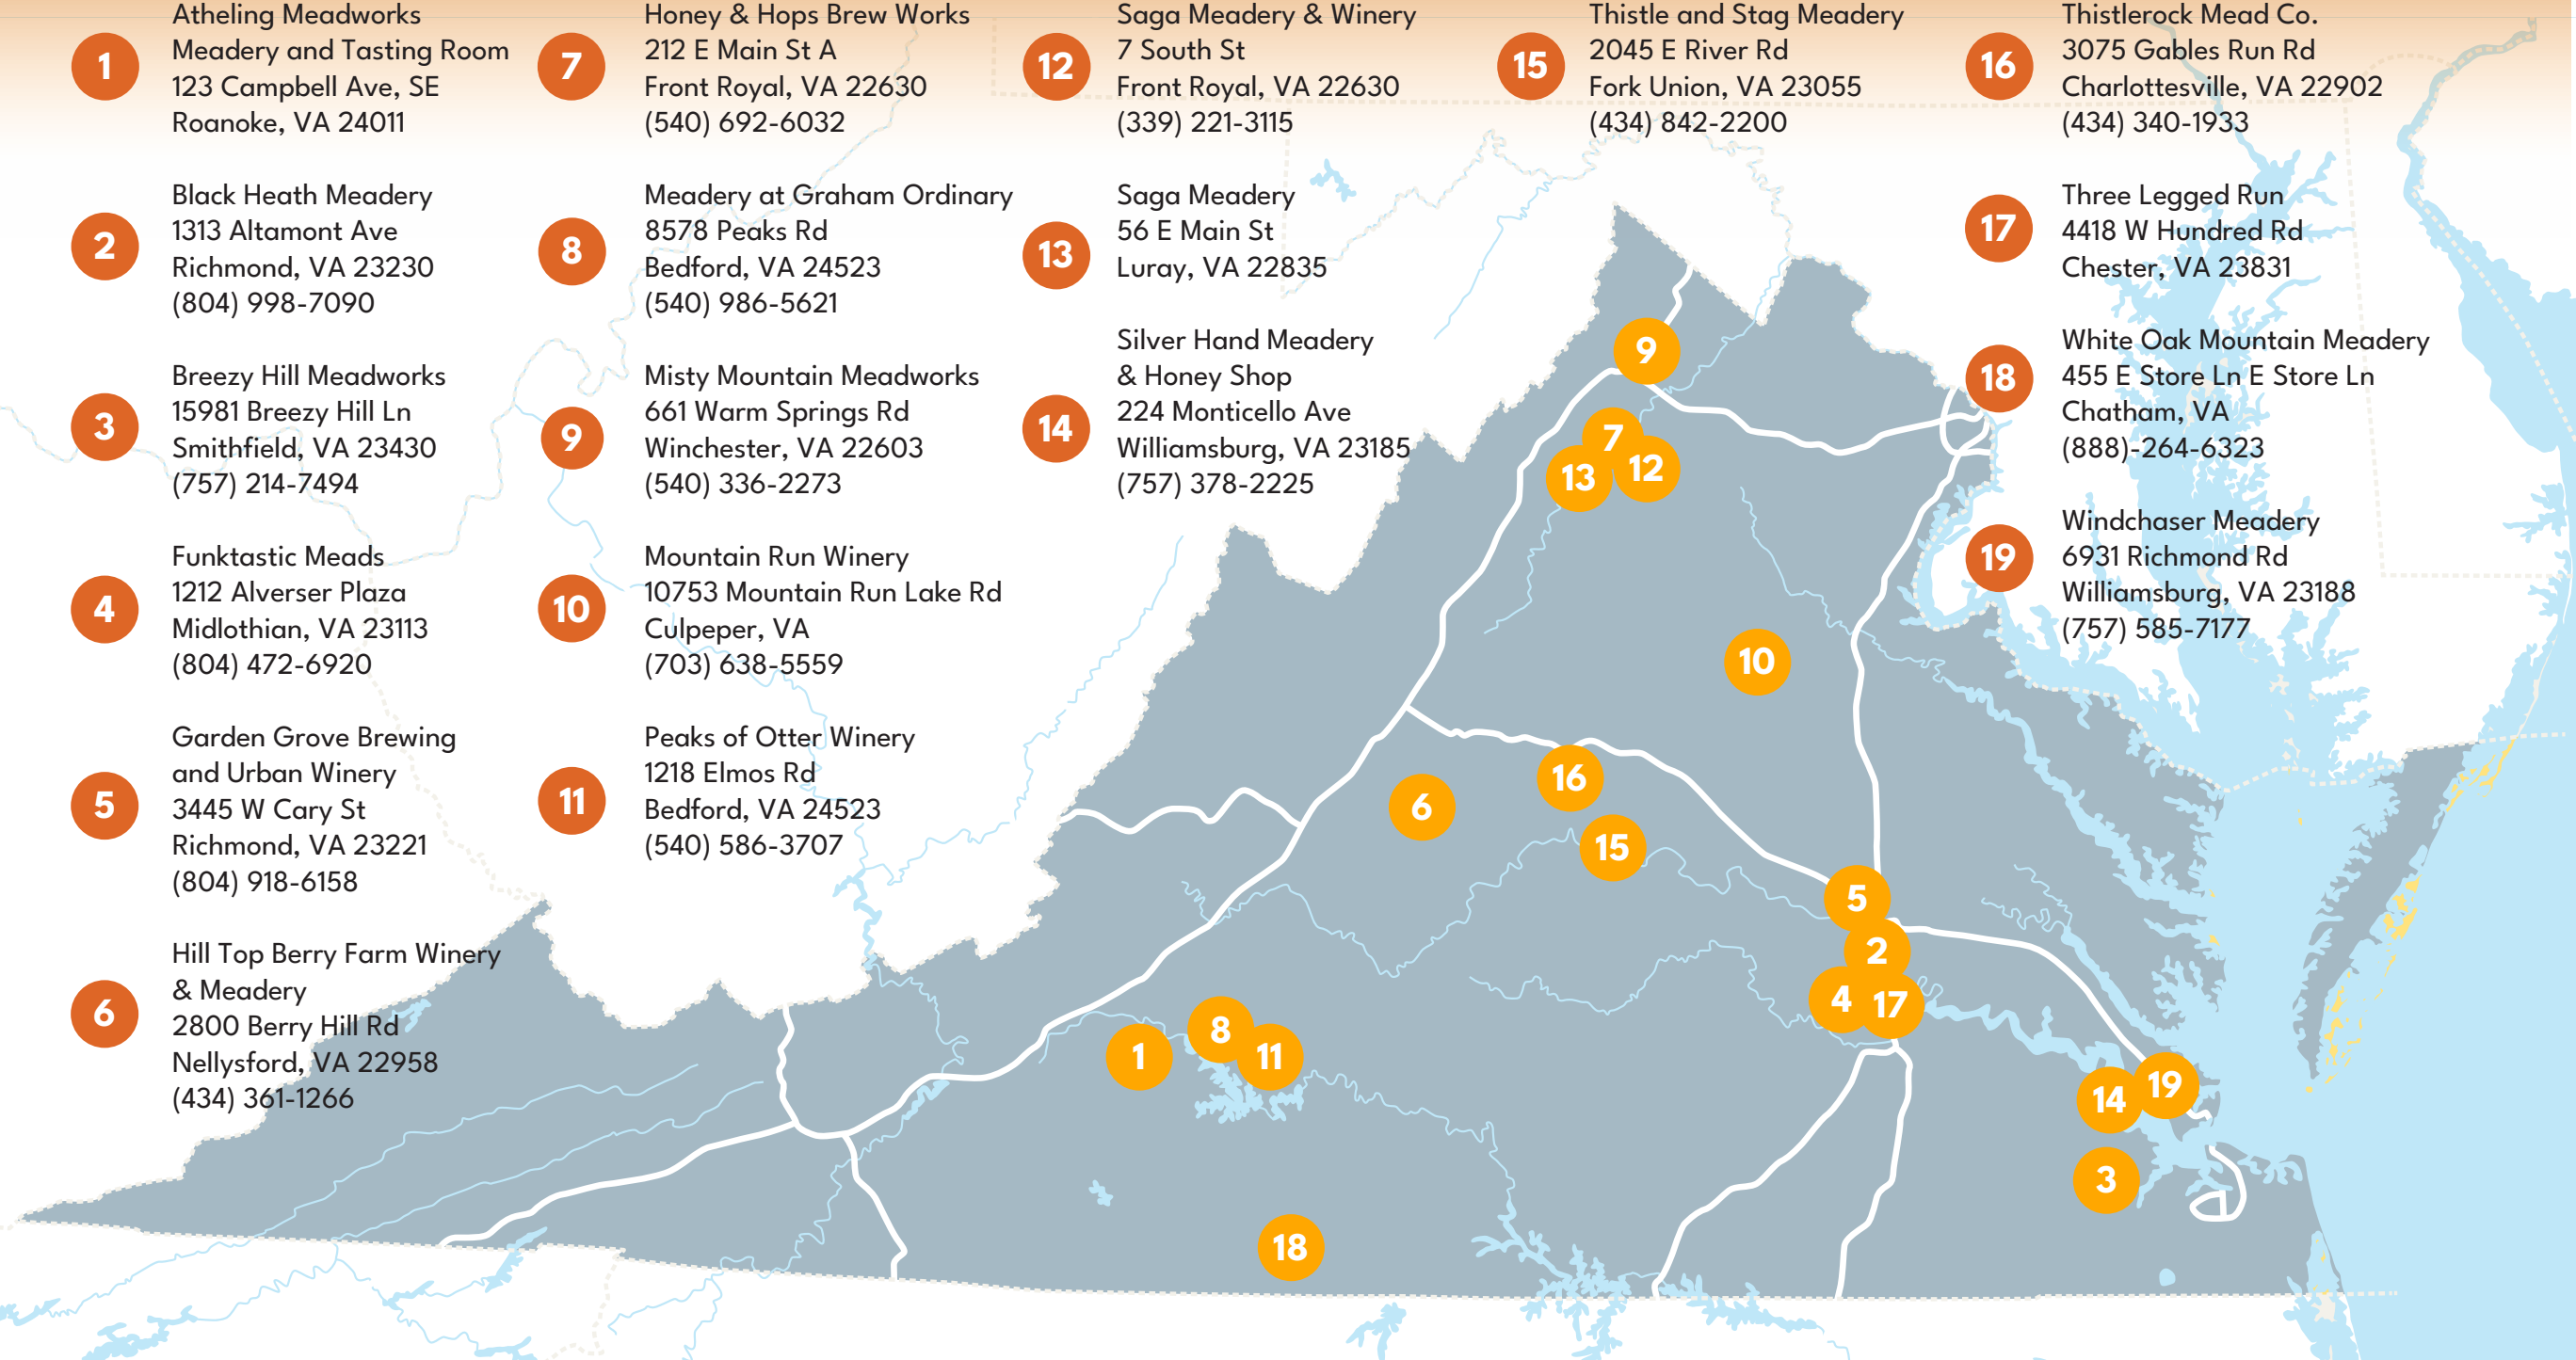 1
Atheling Meadworks
Meadery and Tasting Room
123 Campbell Ave, SE
Roanoke, VA 24011
2
Black Heath Meadery
1313 Altamont Ave
Richmond, VA 23230
(804) 998-7090
3
Breezy Hill Meadworks
15981 Breezy Hill Ln
Smithfield, VA 23430
(757) 214-7494
4
Funktastic Meads
1212 Alverser Plaza
Midlothian, VA 23113
(804) 472-6920
5
Garden Grove Brewing
and Urban Winery
3445 W Cary St
Richmond, VA 23221
(804) 918-6158
6
Hill Top Berry Farm Winery
& Meadery
2800 Berry Hill Rd
Nellysford, VA 22958
(434) 361-1266
7
Honey & Hops Brew Works
212 E Main St A
Front Royal, VA 22630
(540) 692-6032
8
Meadery at Graham Ordinary
8578 Peaks Rd
Bedford, VA 24523
(540) 986-5621
9
Misty Mountain Meadworks
661 Warm Springs Rd
Winchester, VA 22603
(540) 336-2273
10
Mountain Run Winery
10753 Mountain Run Lake Rd
Culpeper, VA
(703) 638-5559
11
Peaks of Otter Winery
1218 Elmos Rd
Bedford, VA 24523
(540) 586-3707
12
Saga Meadery & Winery
7 South St
Front Royal, VA 22630
(339) 221-3115
13
Saga Meadery
56 E Main St
Luray, VA 22835
14
Silver Hand Meadery
& Honey Shop
224 Monticello Ave
Williamsburg, VA 23185
(757) 378-2225
15
Thistle and Stag Meadery
2045 E River Rd
Fork Union, VA 23055
(434) 842-2200
16
Thistlerock Mead Co.
3075 Gables Run Rd
Charlottesville, VA 22902
(434) 340-1933
17
Three Legged Run
4418 W Hundred Rd
Chester, VA 23831
18
White Oak Mountain Meadery
455 E Store Ln E Store Ln
Chatham, VA
(888)-264-6323
19
Windchaser Meadery
6931 Richmond Rd
Williamsburg, VA 23188
(757) 585-7177
9
7
12
13
10
16
6
15
5
2
4
17
8
1
11
19
14
3
18